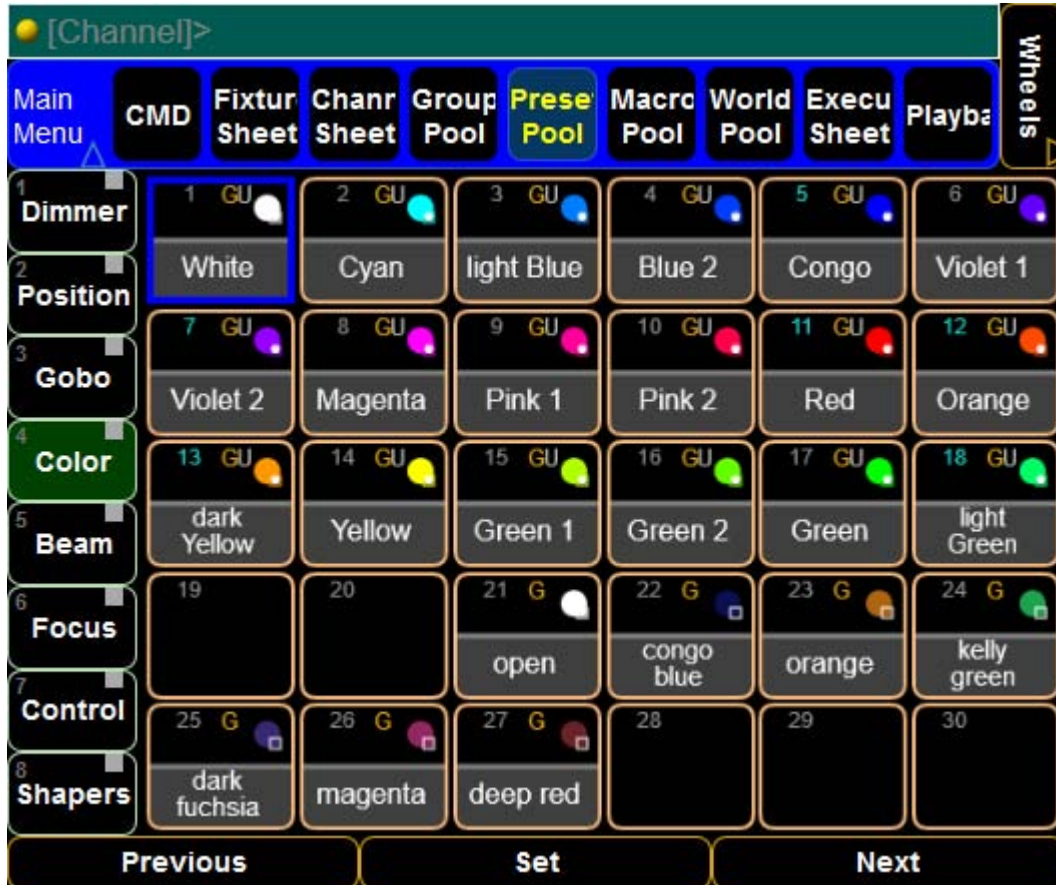 [Channel]>
Wheels
Main
Menu
CMD
Fixtur
Sheet
Chanr
Sheet
Group
Pool
Prese
Pool
Macro
Pool
World
Pool
Execu
Sheet
Playba
1
Dimmer
2
Position
3
Gobo
4
Color
5
Beam
6
Focus
7
Control
8
Shapers
1 GU
White
2 GU
Cyan
3 GU
light Blue
4 GU
Blue 2
5 GU
Congo
6 GU
Violet 1
7 GU
Violet 2
8 GU
Magenta
9 GU
Pink 1
10 GU
Pink 2
11 GU
Red
12 GU
Orange
13 GU
dark
Yellow
14 GU
Yellow
15 GU
Green 1
16 GU
Green 2
17 GU
Green
18 GU
light
Green
19
20
21 G
open
22 G
congo
blue
23 G
orange
24 G
kelly
green
25 G
dark
fuchsia
26 G
magenta
27 G
deep red
28
29
30
Previous
Set
Next